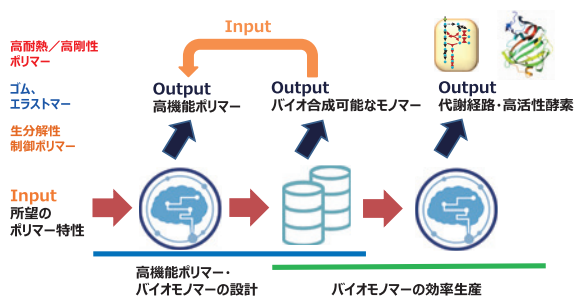 Input
高耐熱／高剛性
ポリマー
ゴム、
エラストマー
生分解性
制御ポリマー
Output
高機能ポリマー
Output
バイオ合成可能なモノマー
Output
代謝経路・高活性酵素
Input
所望の
ポリマー特性
高機能ポリマー・
バイオモノマーの設計
バイオモノマーの効率生産